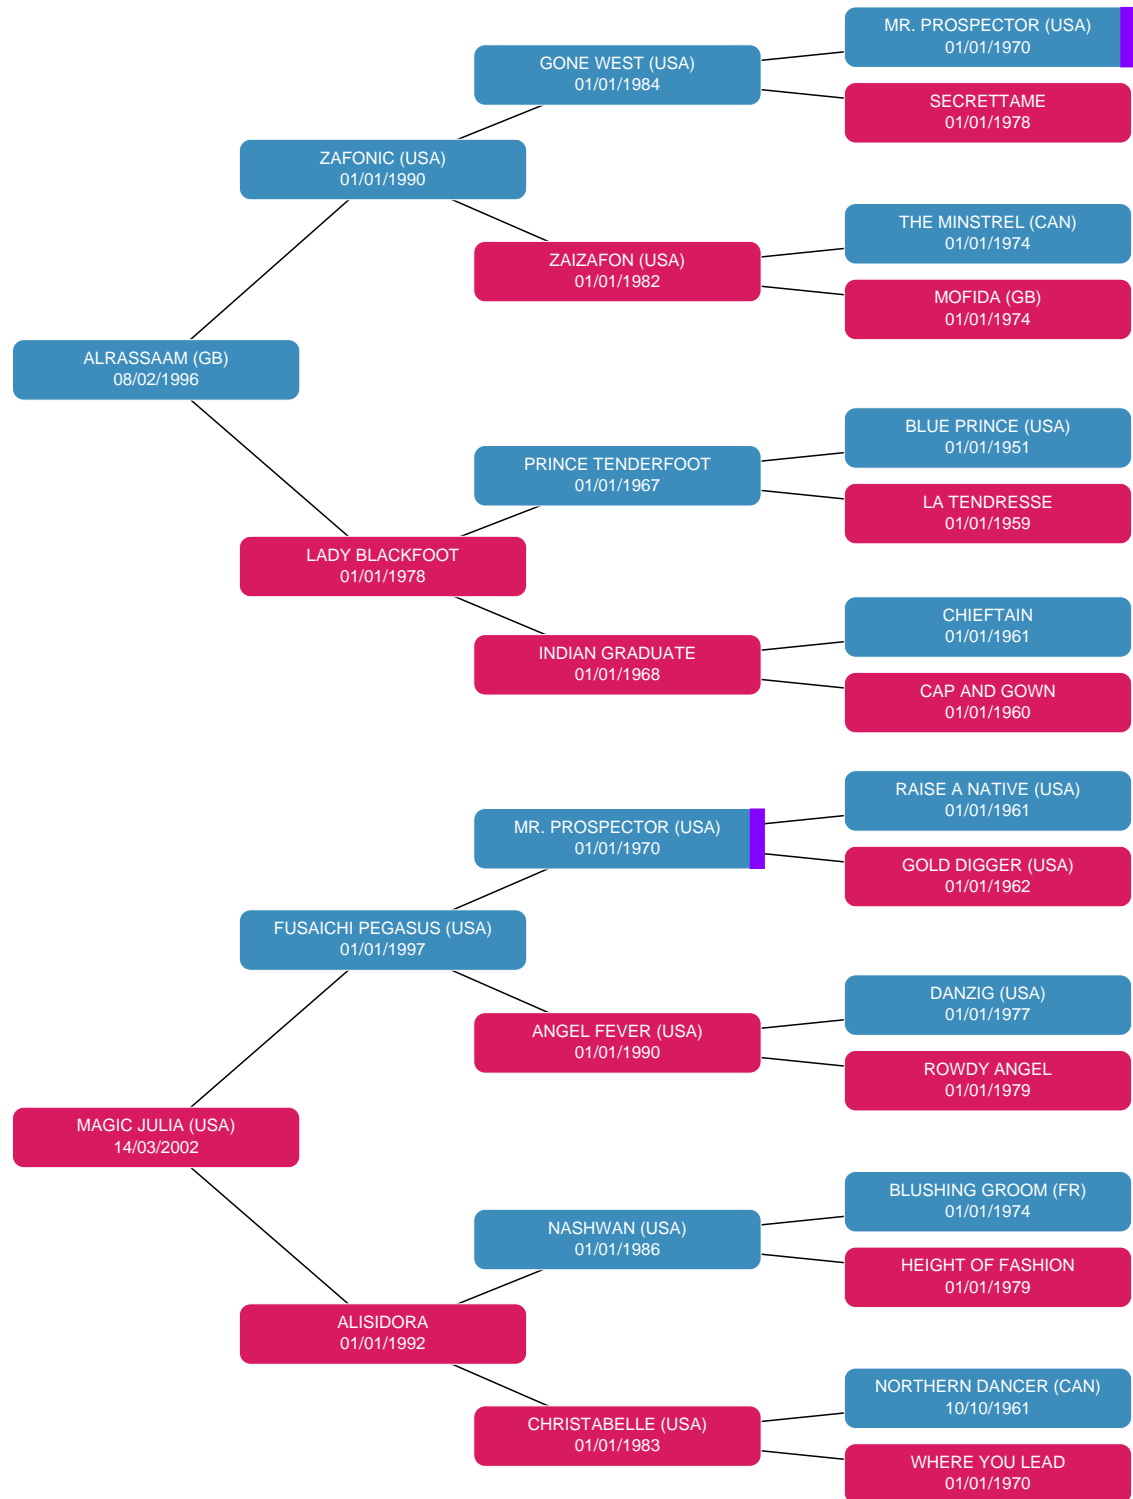 MR. PROSPECTOR (USA)
01/01/1970
GONE WEST (USA)
01/01/1984
SECRETTAME
01/01/1978
ZAFONIC (USA)
01/01/1990
THE MINSTREL (CAN)
01/01/1974
ZAIZAFON (USA)
01/01/1982
MOFIDA (GB)
01/01/1974
ALRASSAAM (GB)
08/02/1996
BLUE PRINCE (USA)
01/01/1951
PRINCE TENDERFOOT
01/01/1967
LA TENDRESSE
01/01/1959
LADY BLACKFOOT
01/01/1978
CHIEFTAIN
01/01/1961
INDIAN GRADUATE
01/01/1968
CAP AND GOWN
01/01/1960
RAISE A NATIVE (USA)
01/01/1961
MR. PROSPECTOR (USA)
01/01/1970
GOLD DIGGER (USA)
01/01/1962
FUSAICHI PEGASUS (USA)
01/01/1997
DANZIG (USA)
01/01/1977
ANGEL FEVER (USA)
01/01/1990
ROWDY ANGEL
01/01/1979
MAGIC JULIA (USA)
14/03/2002
BLUSHING GROOM (FR)
01/01/1974
NASHWAN (USA)
01/01/1986
HEIGHT OF FASHION
01/01/1979
ALISIDORA
01/01/1992
NORTHERN DANCER (CAN)
10/10/1961
CHRISTABELLE (USA)
01/01/1983
WHERE YOU LEAD
01/01/1970